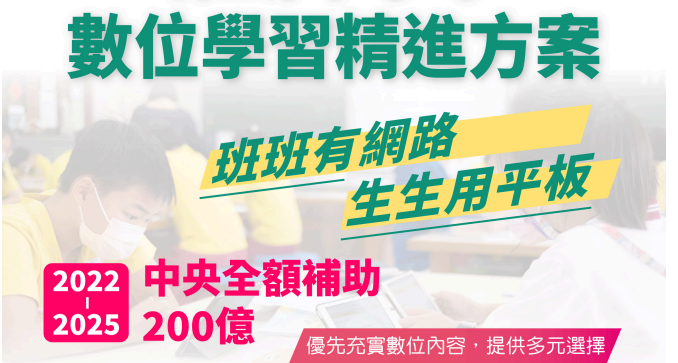 數位學習精進方案
班班有網路
生生用平板
2022
-
2025
中央全額補助
200億
優先充實數位內容，提供多元選擇